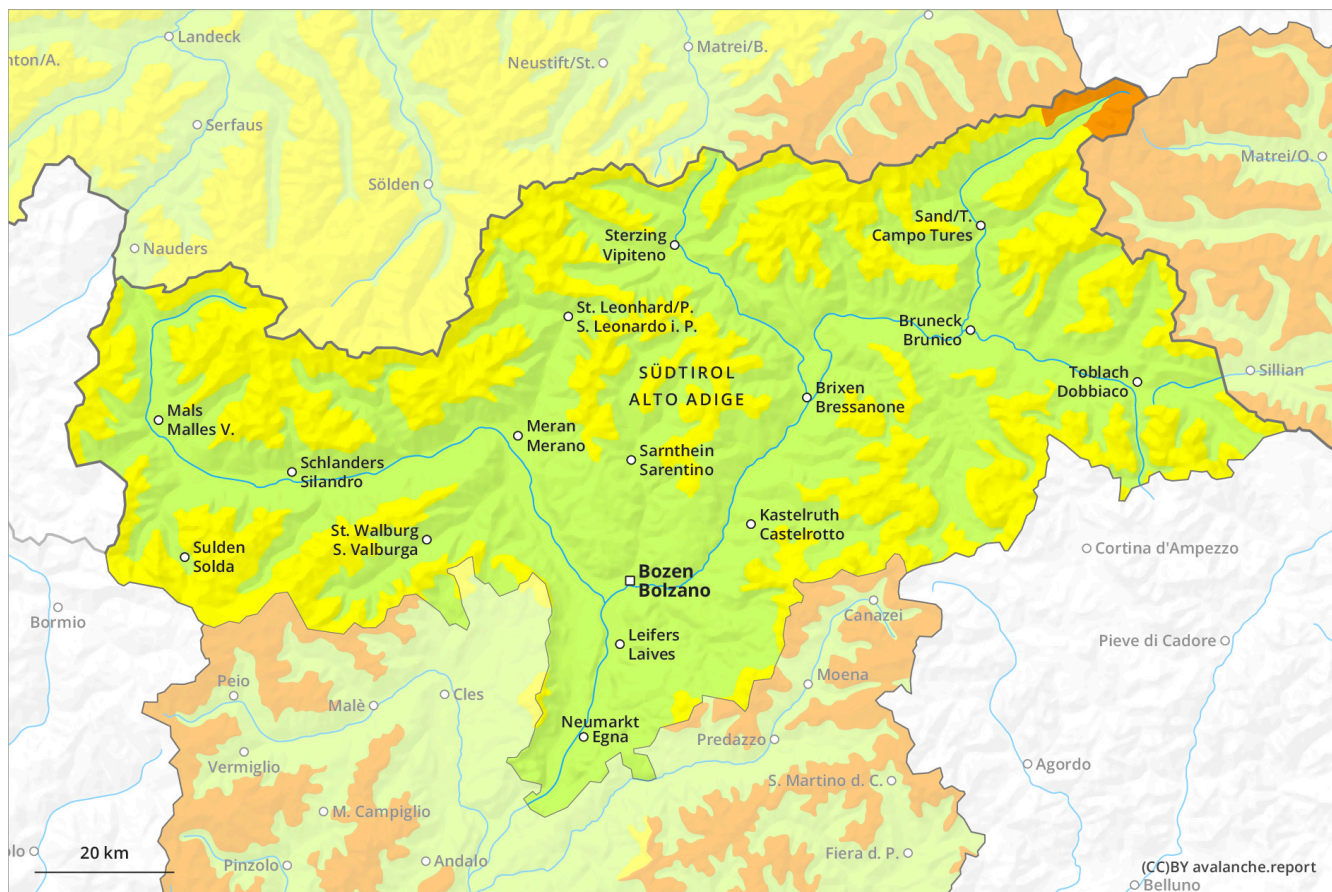 Landeck
ton/A.
Matrei/B.
Neustift/St.
Serfaus
Matrei/O.
Sölden
Nauders
Sand/T.
Campo Tures
Sterzing
Vipiteno
St. Leonhard/P.
S. Leonardo i. P.
Bruneck
Brunico
Toblach
Dobbiaco
Sillian
SÜDTIROL
ALTO ADIGE
Brixen
Bressanone
Mals
Malles V.
Meran
Merano
Schlanders
Silandro
Sarnthein
Sarentino
Kastelruth
Castelrotto
St. Walburg
S. Valburga
Sulden
Solda
Cortina d'Ampezzo
Bozen
Bolzano
Bormio
Canazei
Leifers
Laives
Pieve di Cadore
Peio
Moena
Cles
Malè
Neumarkt
Egna
Predazzo
Vermiglio
Agordo
S. Martino d. C.
M. Campiglio
lo
20 km
Pinzolo
Andalo
Fiera d. P.
(CC)BY avalanche.report
Belluno